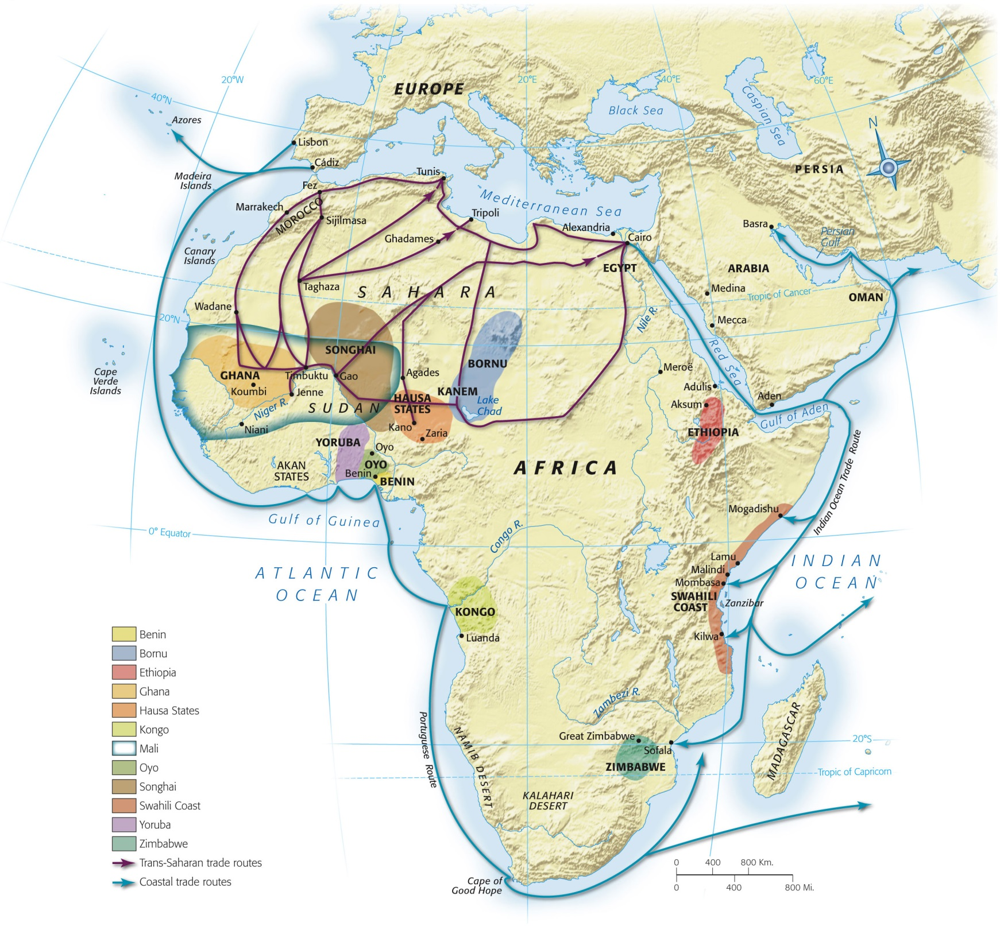 20°W
0°
20°E
40°E
60°E
40°N
EUROPE
Black Sea
Caspian Sea
N
Azores
Lisbon
Cádiz
Madeira
Islands
Tunis
PERSIA
Fez
Marrakech
MOROCCO
Sijilmasa
Mediterranean Sea
Tripoli
Ghadames
Alexandria
Cairo
Basra
Persian
Gulf
Canary
Islands
EGYPT
ARABIA
Taghaza
SAHARA
Medina
Tropic of Cancer
OMAN
Wadane
20°N
Nile R.
Mecca
SONGHAI
Red Sea
BORNU
Cape
Verde
Islands
GHANA
Koumbi
Timbuktu
Gao
Agades
Meroë
Jenne
Niger R.
SUDAN
HAUSA
STATES
KANEM
Lake
Chad
Adulis
Aksum
Aden
Gulf of Aden
Niani
Kano
Zaria
ETHIOPIA
YORUBA
Oyo
OYO
AKAN
STATES
Benin
BENIN
AFRICA
Indian Ocean Trade Route
Mogadishu
Gulf of Guinea
0° Equator
Congo R.
ATLANTIC
OCEAN
INDIAN
OCEAN
Lamu
Malindi
Mombasa
SWAHILI
COAST
Zanzibar
KONGO
Luanda
Kilwa
Zambezi R.
Portuguese Route
NAMIB DESERT
Great Zimbabwe
Sofala
ZIMBABWE
MADAGASCAR
20°S
Tropic of Capricorn
KALAHARI
DESERT
Cape of
Good Hope
0 400 800 Km.
0 400 800 Mi.
Benin
Bornu
Ethiopia
Ghana
Hausa States
Kongo
Mali
Oyo
Songhai
Swahili Coast
Yoruba
Zimbabwe
Trans-Saharan trade routes
Coastal trade routes